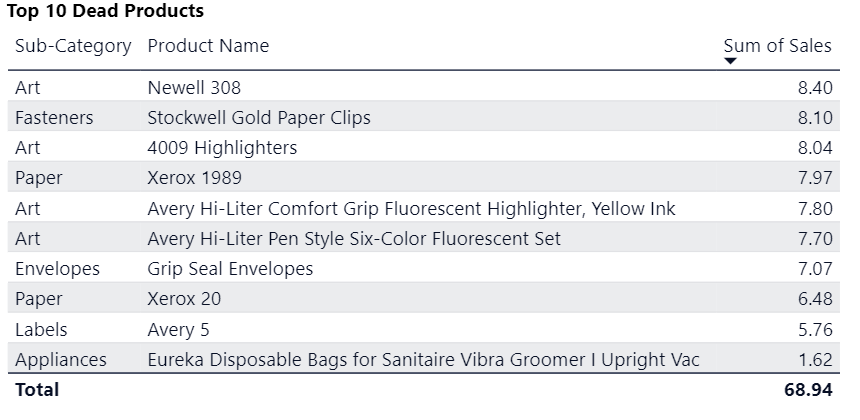 Top 10 Dead Products
Sub-Category Product Name Sum of Sales
Art Newell 308 8.40
Fasteners Stockwell Gold Paper Clips 8.10
Art 4009 Highlighters 8.04
Paper Xerox 1989 7.97
Art Avery Hi-Liter Comfort Grip Fluorescent Highlighter, Yellow Ink 7.80
Art Avery Hi-Liter Pen Style Six-Color Fluorescent Set 7.70
Envelopes Grip Seal Envelopes 7.07
Paper Xerox 20 6.48
Labels Avery 5 5.76
Appliances Eureka Disposable Bags for Sanitaire Vibra Groomer I Upright Vac 1.62
Total 68.94